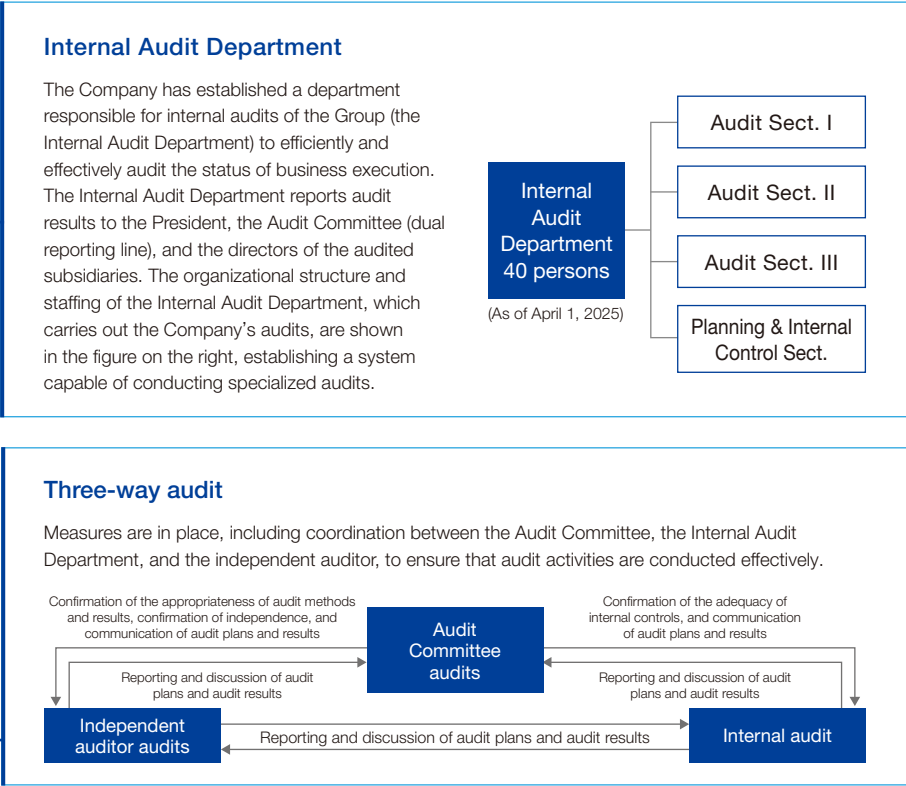 Internal Audit Department
The Company has established a department
responsible for internal audits of the Group (the
Internal Audit Department) to efficiently and
effectively audit the status of business execution.
The Internal Audit Department reports audit
results to the President, the Audit Committee (dual
reporting line), and the directors of the audited
subsidiaries. The organizational structure and
staffing of the Internal Audit Department, which
carries out the Company's audits, are shown
in the figure on the right, establishing a system
capable of conducting specialized audits.
Internal
Audit
Department
40 persons
(As of April 1, 2025)
Audit Sect. I
Audit Sect. II
Audit Sect. III
Planning & Internal
Control Sect.
Three-way audit
Measures are in place, including coordination between the Audit Committee, the Internal Audit
Department, and the independent auditor, to ensure that audit activities are conducted effectively.
Confirmation of the appropriateness of audit methods
and results, confirmation of independence, and
communication of audit plans and results
Audit
Committee
audits
Confirmation of the adequacy of
internal controls, and communication
of audit plans and results
Reporting and discussion of audit
plans and audit results
Reporting and discussion of audit
plans and audit results
Independent
auditor audits
Reporting and discussion of audit plans and audit results
Internal audit